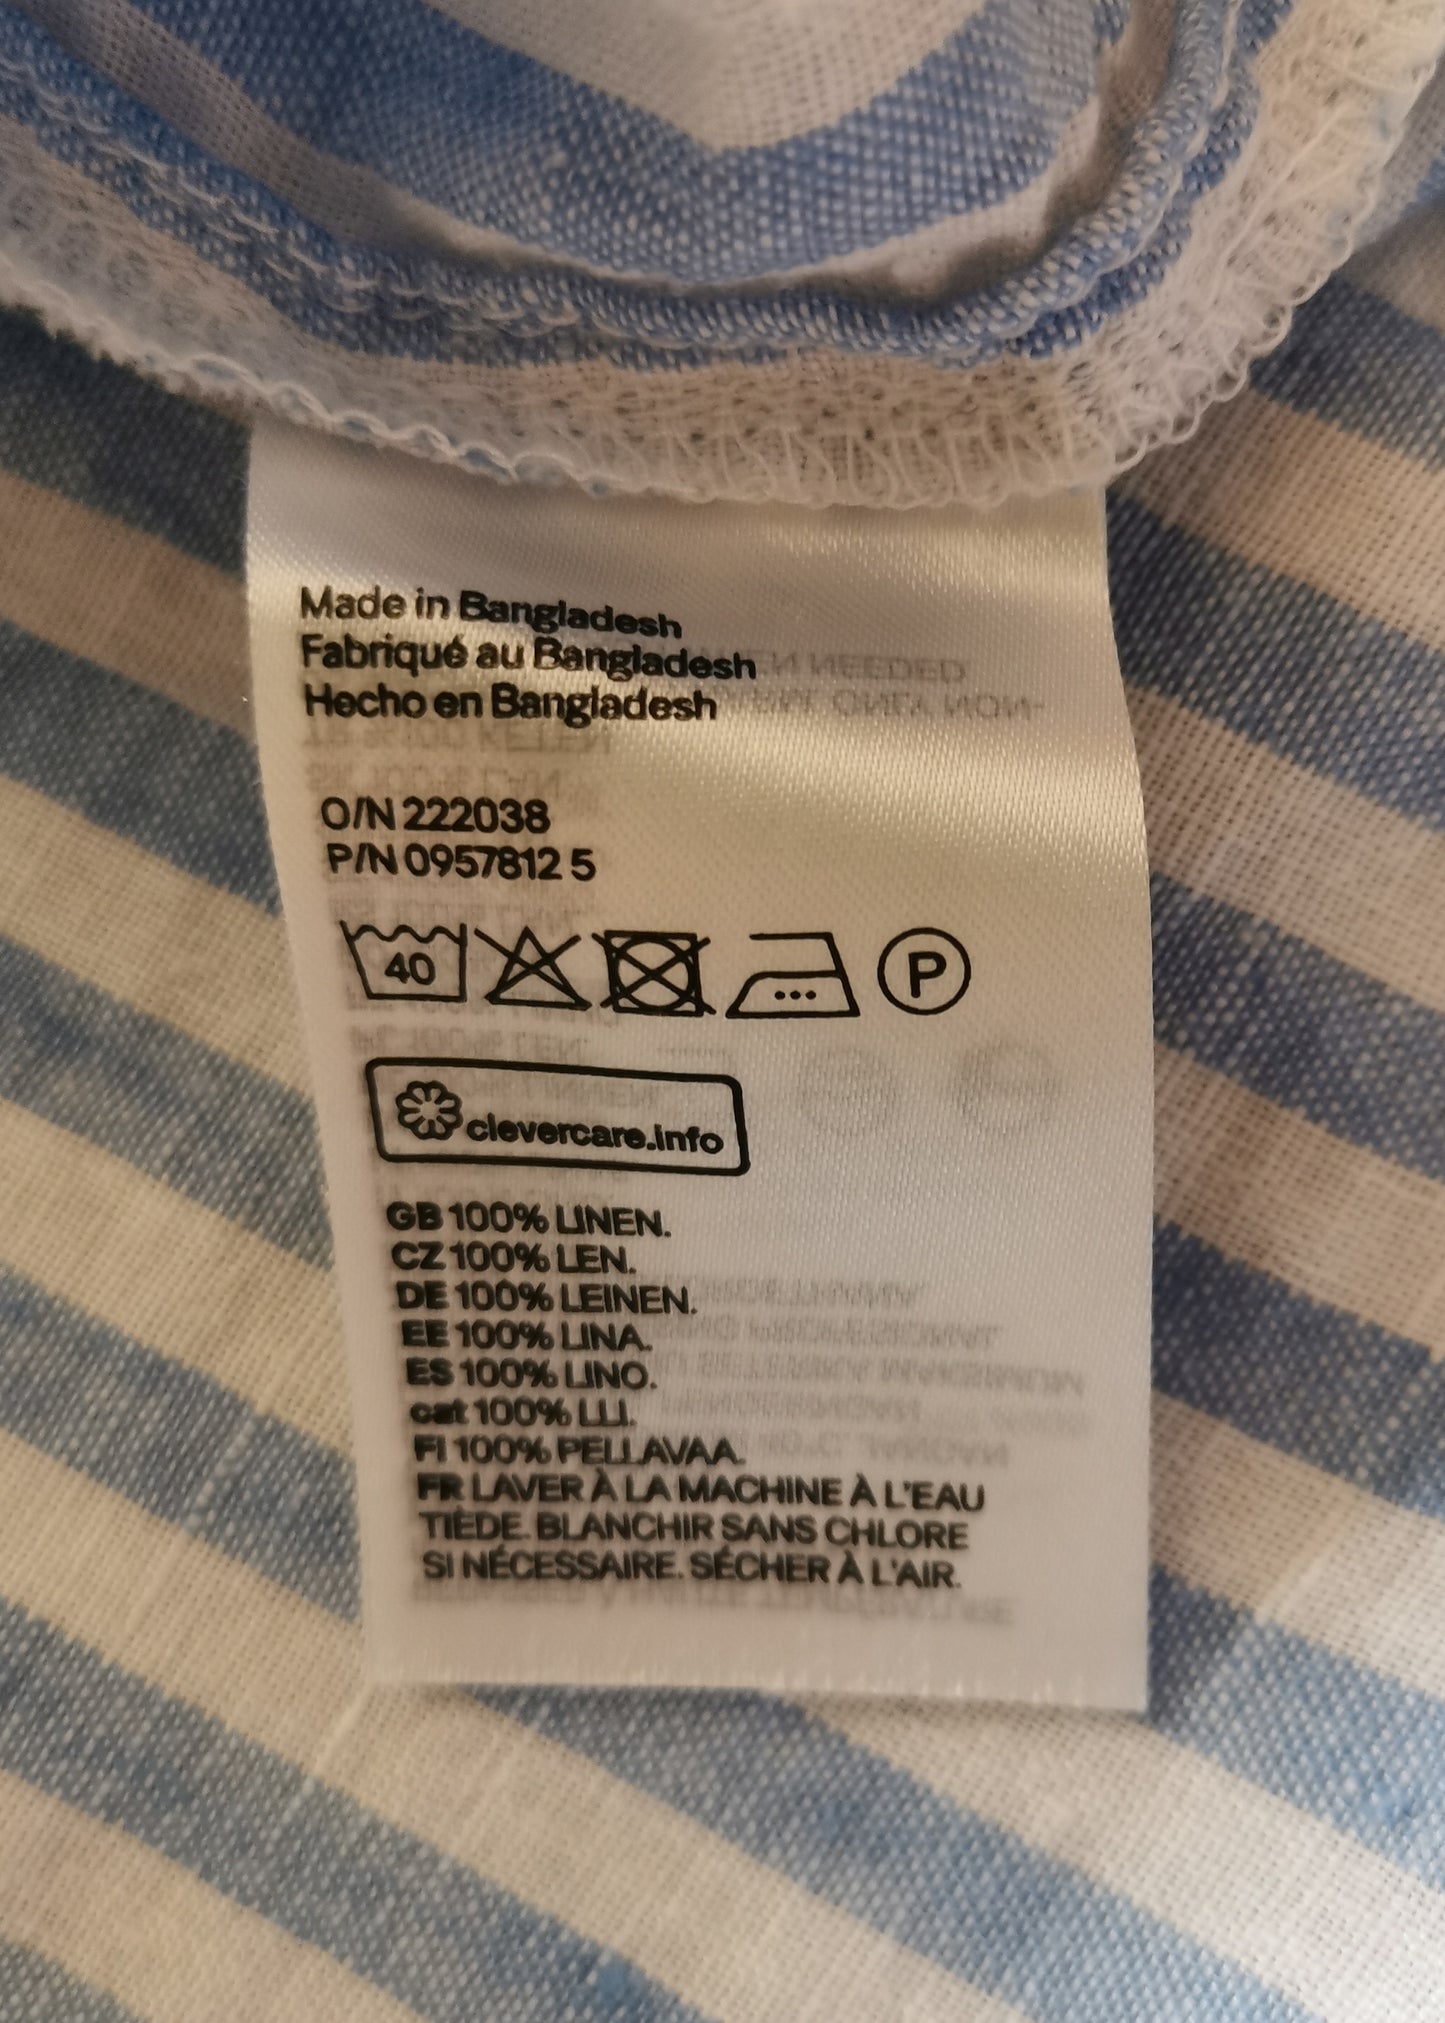 Made in Bangladesh
Fabriqué au Bangladesh
Hecho en Bangladesh
O/N 222038
P/N 0957812 5
40
P
clevercare.info
GB 100% LINEN.
CZ 100% LEN.
DE 100% LEINEN.
EE 100% LINA.
ES 100% LINO.
cat 100% LLI.
FI 100% PELLAVAA.
FR LAVER À LA MACHINE À L'EAU
TIÈDE. BLANCHIR SANS CHLORE
SI NÉCESSAIRE. SÉCHER À L'AIR.